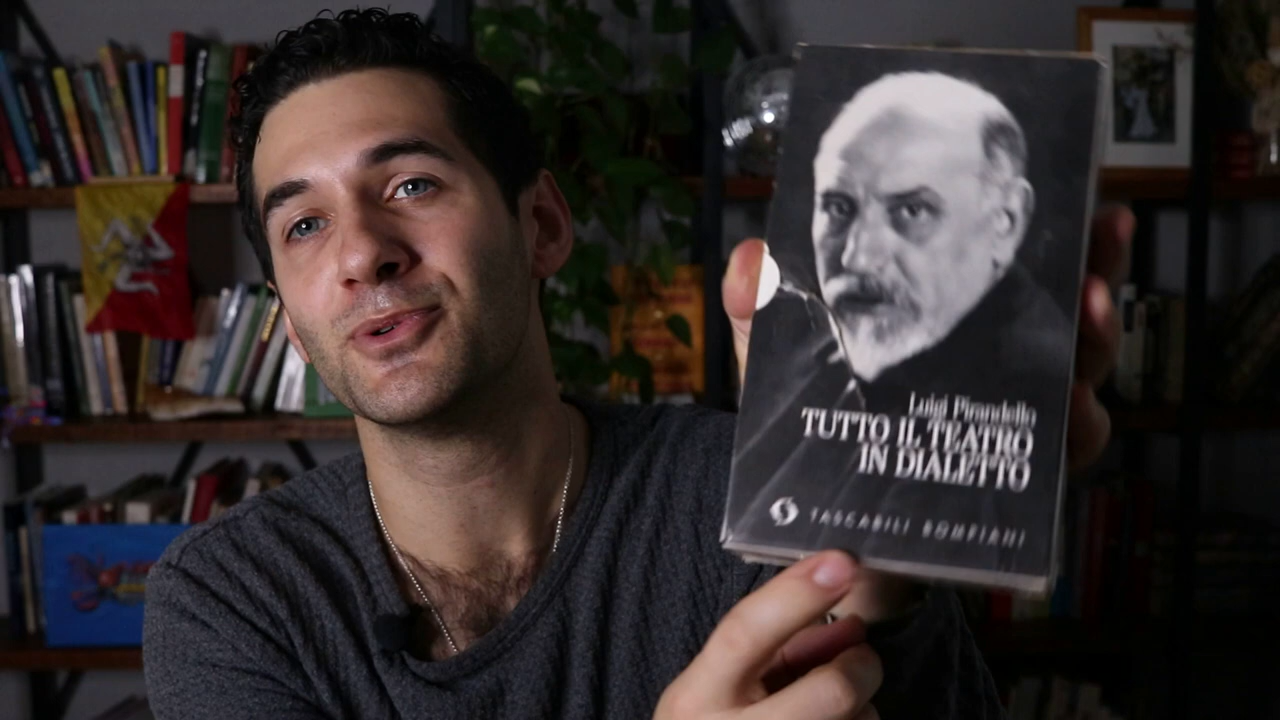 Luigi Pirandello
TUTTO IL TEATRO
IN DIALETTO
TASCABILI BOMPIANI